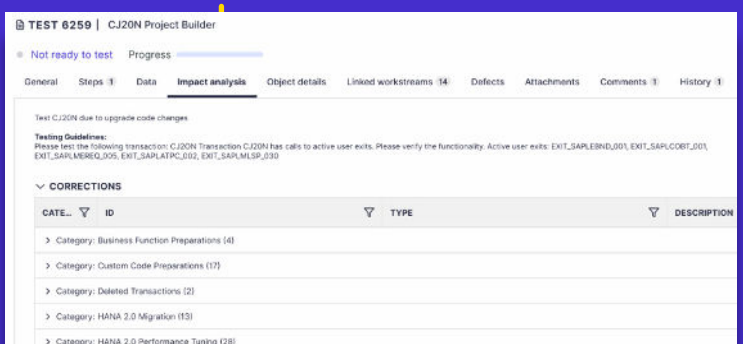 TEST 6259 | CJ20N Project Builder
Not ready to test Progress
General Steps 1 Data Impact analysis Object details Linked workstreams 14 Defects Attachments Comments 1 History 1
Test CJ20N due to upgrade code changes
Testing Guidelines:
Please test the following transaction: CJ20N Transaction CJ20N has calls to active user exits. Please verify the functionality. Active user exits: EXIT_SAPLEBND_001, EXIT_SAPLCOBT_001,
EXIT_SAPLMEREQ_005, EXIT_SAPLATPC_002, EXIT_SAPLMLSP_030
CORRECTIONS
CATE... ID TYPE DESCRIPTION
Category: Business Function Preparations (4)
Category: Custom Code Preparations (17)
Category: Deleted Transactions (2)
Category: HANA 2.0 Migration (13)
Category: HANA 2.0 Performance Tuning (28)